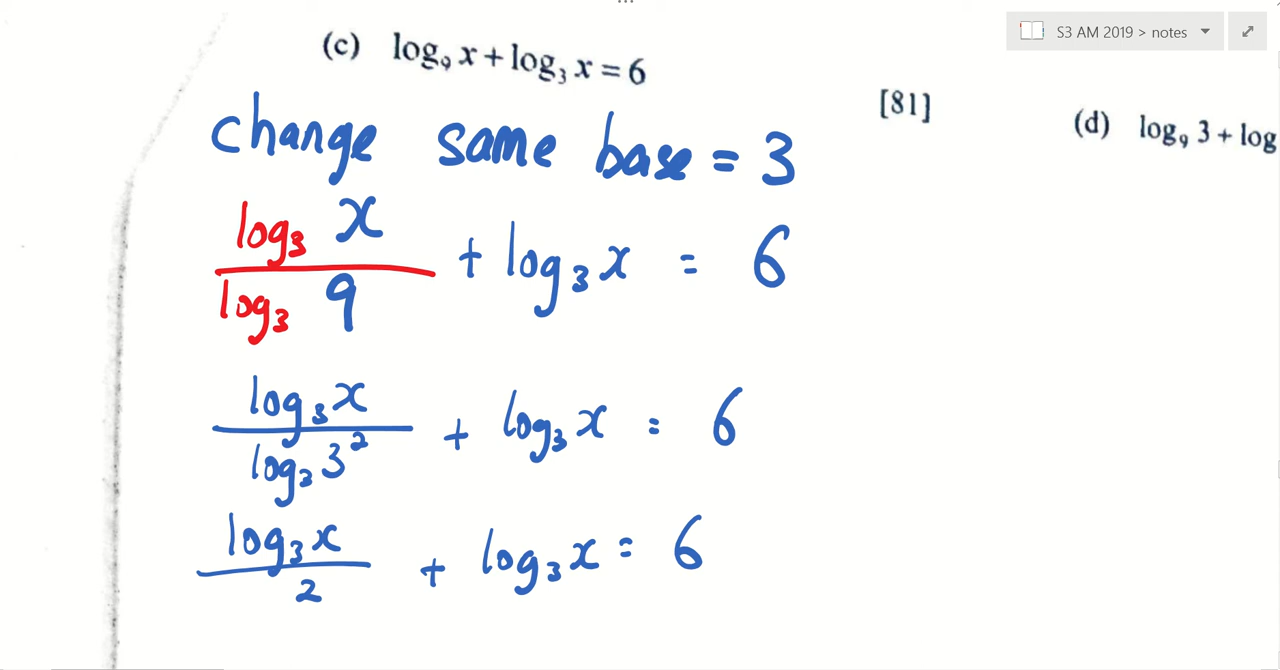 S3 AM 2019 > notes
(c) log₉ x + log₃ x = 6
[81]
(d) log₉ 3 + log
change same base = 3
log₃ x / log₃ 9 + log₃ x = 6
log₃ x / log₃ 3² + log₃ x = 6
log₃ x / 2 + log₃ x = 6